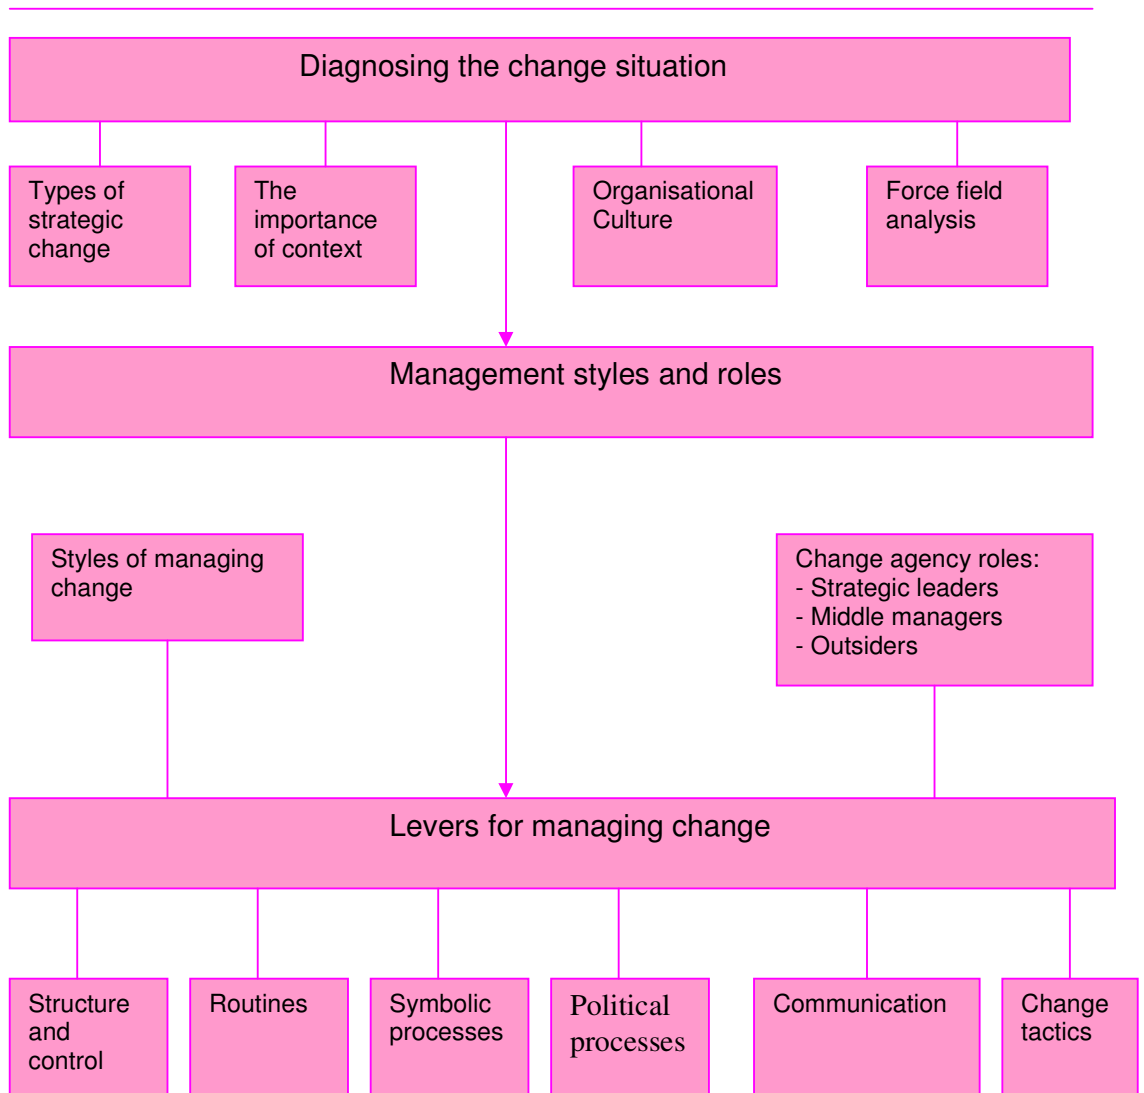 Diagnosing the change situation
Types of
strategic
change
The
importance
of context
Organisational
Culture
Force field
analysis
Management styles and roles
Styles of managing
change
Change agency roles:
- Strategic leaders
- Middle managers
- Outsiders
Levers for managing change
Structure
and
control
Routines
Symbolic
processes
Political
processes
Communication
Change
tactics